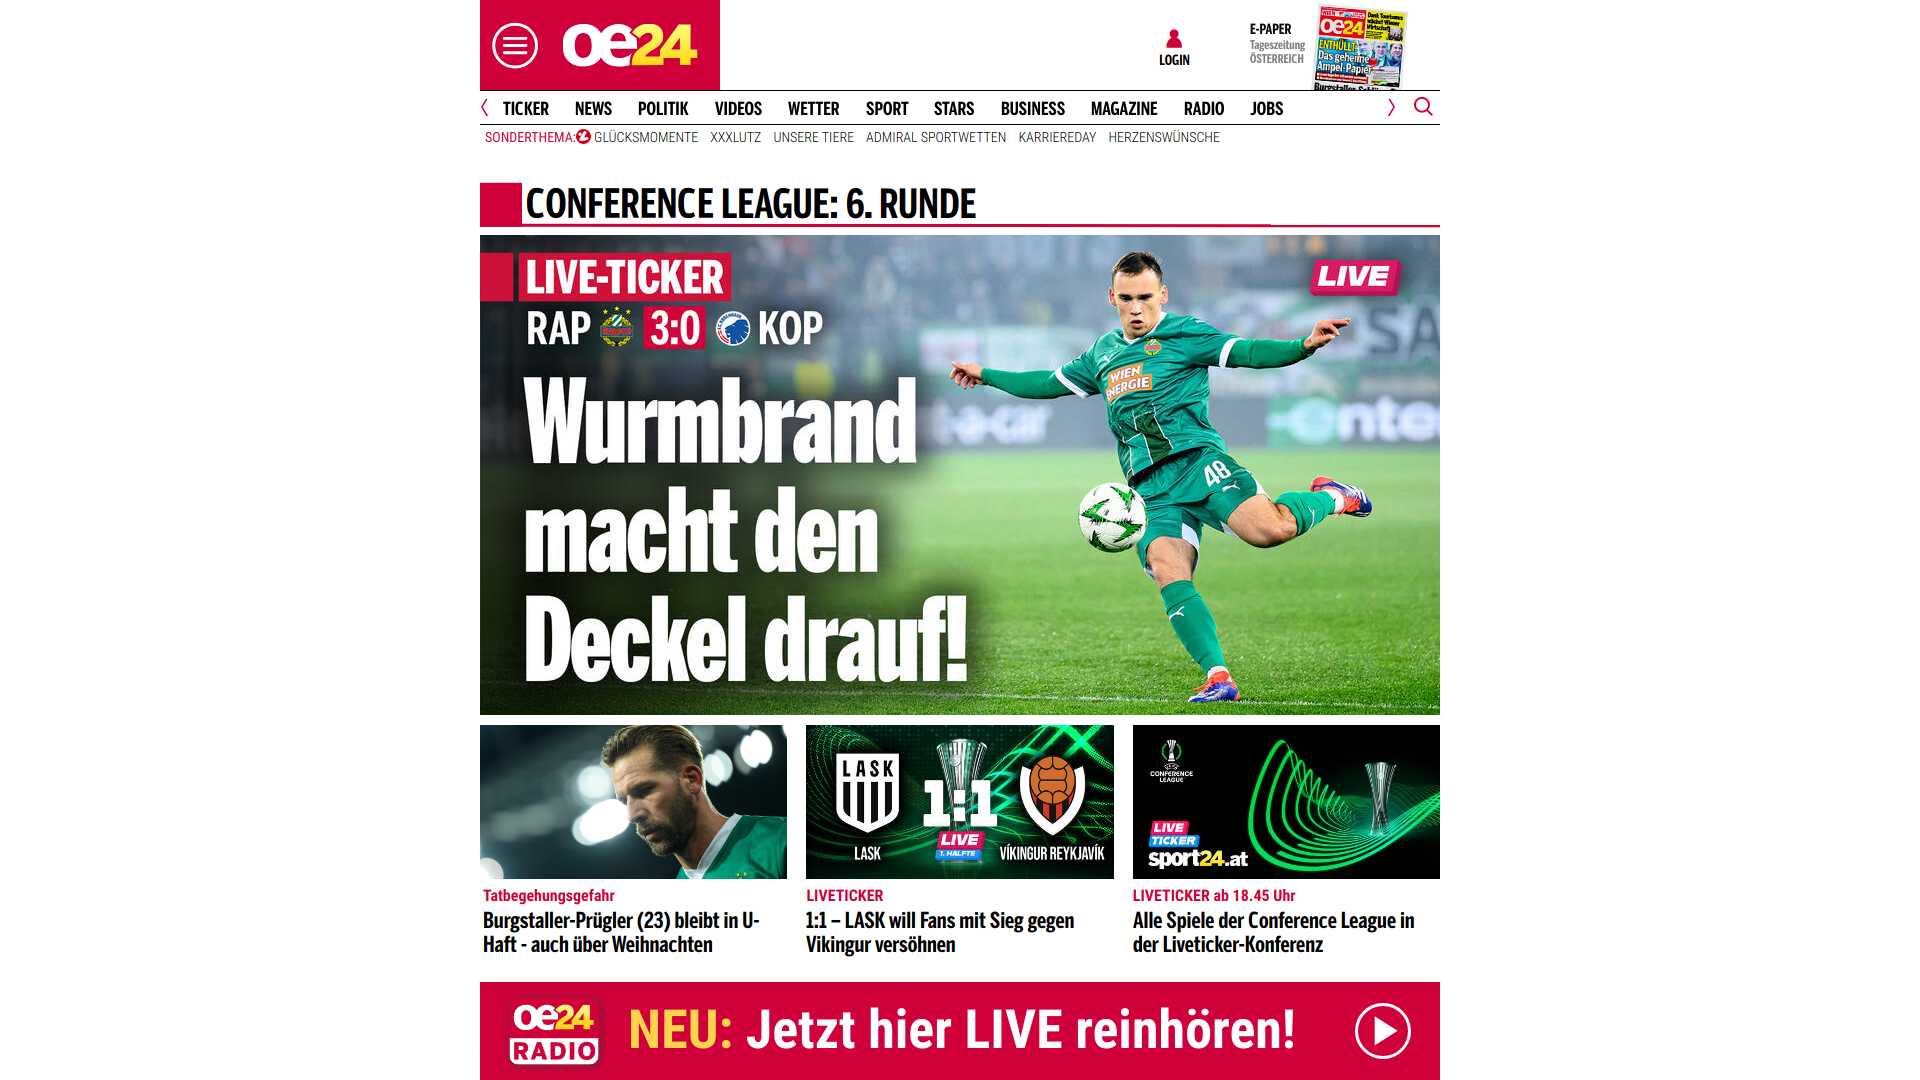 oe24
LOGIN
E-PAPER
Tageszeitung
ÖSTERREICH
oe24
ENTHÜLLT
Das geheime
Ampel-Papier
TICKER NEWS POLITIK VIDEOS WETTER SPORT STARS BUSINESS MAGAZINE RADIO JOBS
SONDERTHEMA: GLÜCKSMOMENTE XXXLUTZ UNSERE TIERE ADMIRAL SPORTWETTEN KARRIEREDAY HERZENSWÜNSCHE
CONFERENCE LEAGUE: 6. RUNDE
LIVE-TICKER
LIVE
RAP 3:0 KOP
Wurmbrand
macht den
Deckel drauf!
WIEN
ENERGIE
48
LASK
1:1
LIVE
1. HÄLFTE
LASK
VÍKINGUR REYKJAVÍK
CONFERENCE
LEAGUE
LIVE
TICKER
sport24.at
Tatbegehungsgefahr
Burgstaller-Prügler (23) bleibt in U-
Haft - auch über Weihnachten
LIVETICKER
1:1 – LASK will Fans mit Sieg gegen
Vikingur versöhnen
LIVETICKER ab 18.45 Uhr
Alle Spiele der Conference League in
der Liveticker-Konferenz
oe24
RADIO
NEU: Jetzt hier LIVE reinhören!